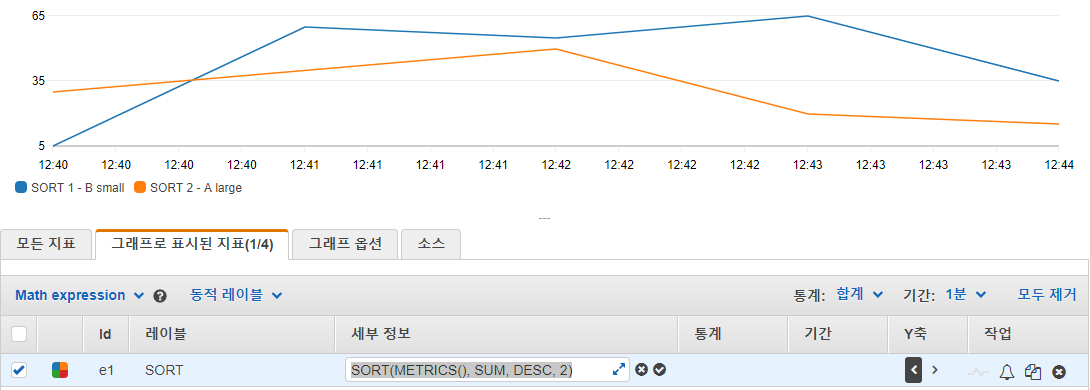 65
35
5
12:40 12:40 12:40 12:40 12:41 12:41 12:41 12:41 12:42 12:42 12:42 12:42 12:43 12:43 12:43 12:43 12:44
SORT 1 - B small SORT 2 - A large
모든 지표 그래프로 표시된 지표(1/4) 그래프 옵션 소스
Math expression ? 동적 레이블 통계: 합계 기간: 1분 모두 제거
Id 레이블 세부 정보 통계 기간 Y축 작업
e1 SORT SORT(METRICS(), SUM, DESC, 2)